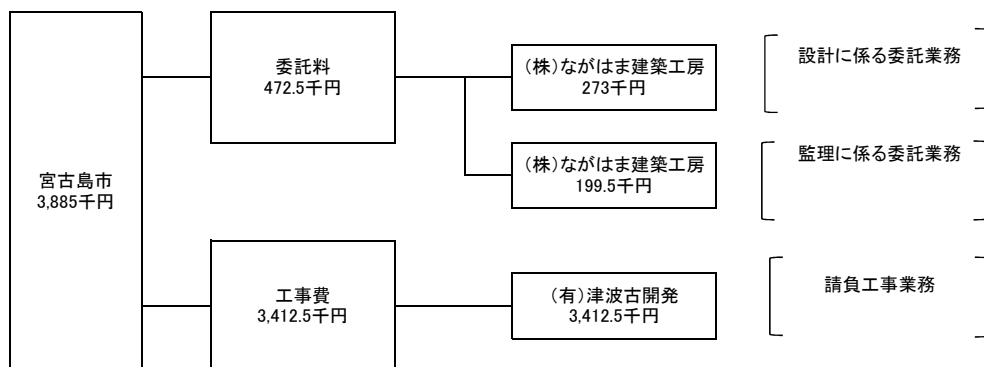 宮古島市
3,885千円
委託料
472.5千円
(株)ながはま建築工房
273千円
設計に係る委託業務
(株)ながはま建築工房
199.5千円
監理に係る委託業務
工事費
3,412.5千円
(有)津波古開発
3,412.5千円
請負工事業務